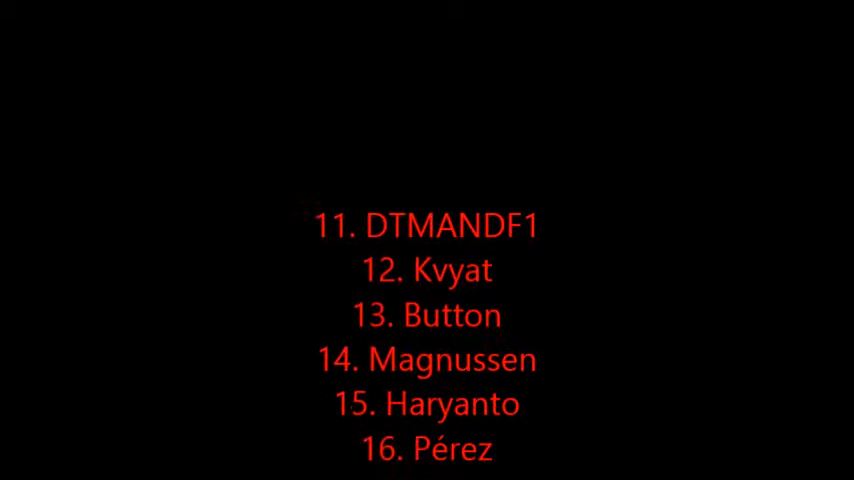 11. DTMANDF1
12. Kvyat
13. Button
14. Magnussen
15. Haryanto
16. Pérez